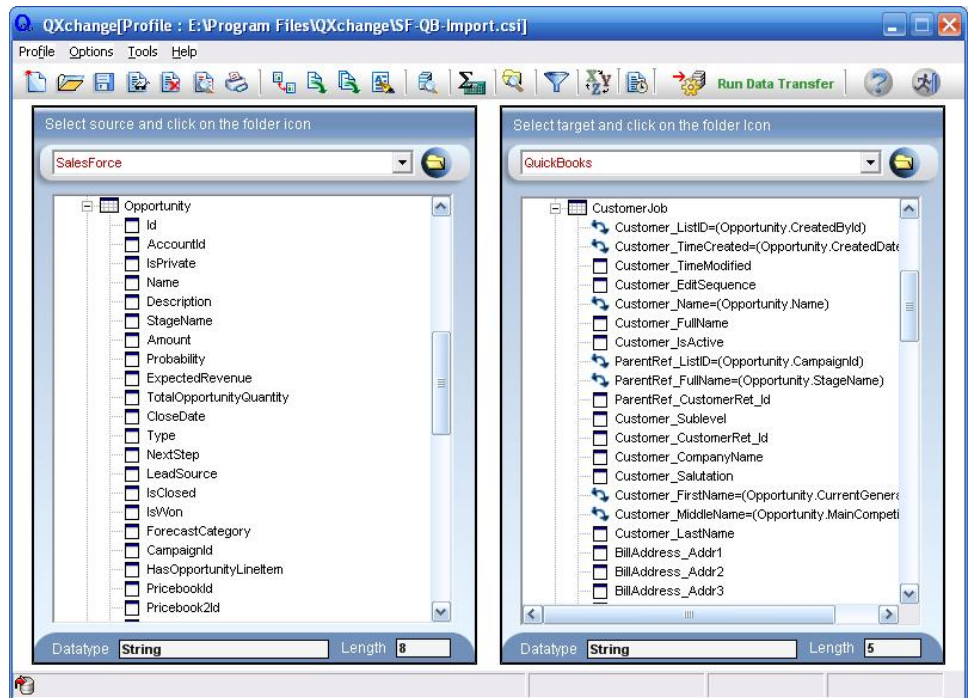 QXchange[Profile : E:\Program Files\QXchange\SF-QB-Import.csi]
Profile Options Tools Help
Run Data Transfer
Select source and click on the folder icon
SalesForce
Opportunity
Id
AccountId
IsPrivate
Name
Description
StageName
Amount
Probability
ExpectedRevenue
TotalOpportunityQuantity
CloseDate
Type
NextStep
LeadSource
IsClosed
IsWon
ForecastCategory
CampaignId
HasOpportunityLineItem
PricebookId
Pricebook2Id
Datatype String Length 8
Select target and click on the folder Icon
QuickBooks
CustomerJob
Customer_ListID=(Opportunity.CreatedById)
Customer_TimeCreated=(Opportunity.CreatedDate
Customer_TimeModified
Customer_EditSequence
Customer_Name=(Opportunity.Name)
Customer_FullName
Customer_IsActive
ParentRef_ListID=(Opportunity.CampaignId)
ParentRef_FullName=(Opportunity.StageName)
ParentRef_CustomerRet_Id
Customer_Sublevel
Customer_CustomerRet_Id
Customer_CompanyName
Customer_Salutation
Customer_FirstName=(Opportunity.CurrentGenera
Customer_MiddleName=(Opportunity.MainCompeti
Customer_LastName
BillAddress_Addr1
BillAddress_Addr2
BillAddress_Addr3
Datatype String Length 5